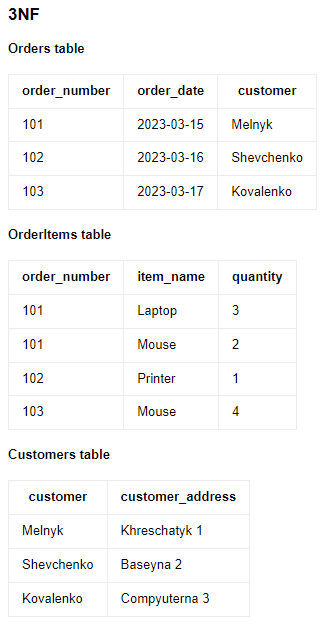 3NF
Orders table
order_number order_date customer
101 2023-03-15 Melnyk
102 2023-03-16 Shevchenko
103 2023-03-17 Kovalenko
OrderItems table
order_number item_name quantity
101 Laptop 3
101 Mouse 2
102 Printer 1
103 Mouse 4
Customers table
customer customer_address
Melnyk Khreschatyk 1
Shevchenko Baseyna 2
Kovalenko Compyuterna 3